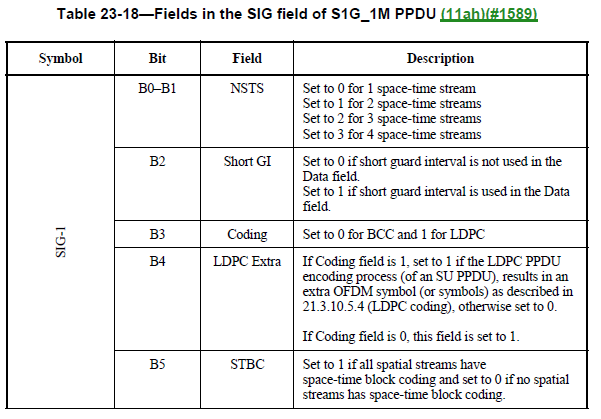 Table 23-18—Fields in the SIG field of S1G_1M PPDU (11ah)(#1589)
Symbol Bit Field Description
SIG-1
B0–B1 NSTS Set to 0 for 1 space-time stream
Set to 1 for 2 space-time streams
Set to 2 for 3 space-time streams
Set to 3 for 4 space-time streams
B2 Short GI Set to 0 if short guard interval is not used in the
Data field.
Set to 1 if short guard interval is used in the Data
field.
B3 Coding Set to 0 for BCC and 1 for LDPC
B4 LDPC Extra If Coding field is 1, set to 1 if the LDPC PPDU
encoding process (of an SU PPDU), results in an
extra OFDM symbol (or symbols) as described in
21.3.10.5.4 (LDPC coding), otherwise set to 0.
If Coding field is 0, this field is set to 1.
B5 STBC Set to 1 if all spatial streams have
space-time block coding and set to 0 if no spatial
streams has space-time block coding.